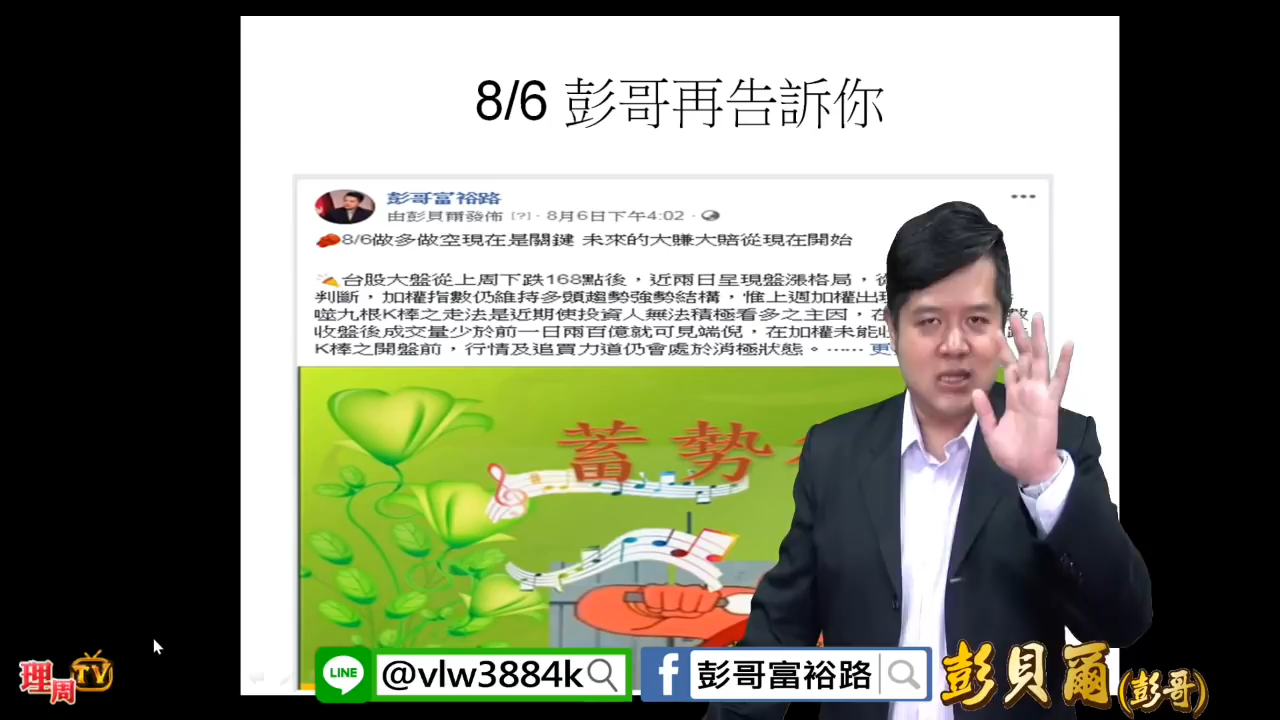 8/6 彭哥再告訴你
彭哥富裕路
由彭貝爾發佈 [?]·8月6日下午4:02·
8/6做多做空現在是關鍵 未來的大賺大賠從現在開始
台股大盤從上周下跌168點後，近兩日呈現盤漲格局，從
判斷，加權指數仍維持多頭趨勢強勢結構，惟上週加權出現
噬九根K棒之走法是近期使投資人無法積極看多之主因，在
收盤後成交量少於前一日兩百億就可見端倪，在加權未能收
K棒之開盤前，行情及追買力道仍會處於消極狀態。......
蓄勢
LINE @vlw3884k
f 彭哥富裕路
彭貝爾(彭哥)
理周TV